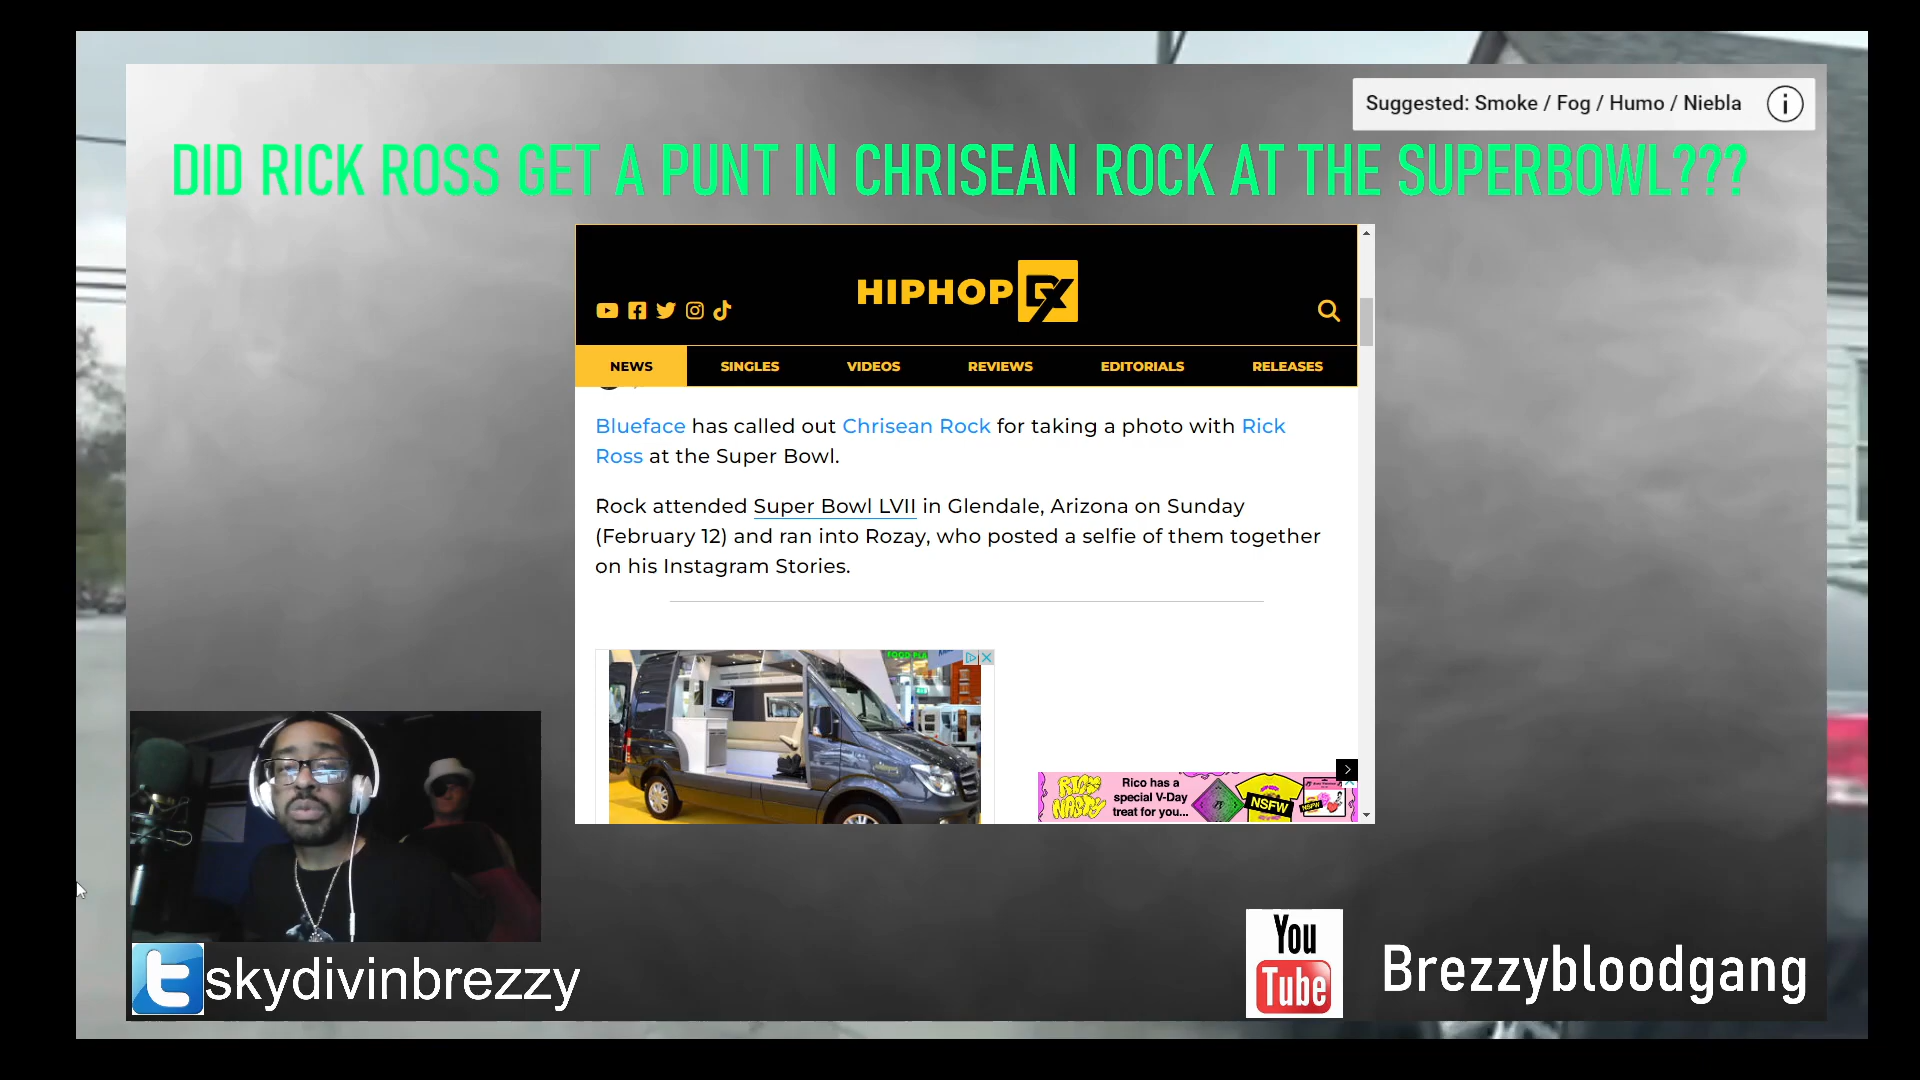 Suggested: Smoke / Fog / Humo / Niebla
DID RICK ROSS GET A PUNT IN CHRISEAN ROCK AT THE SUPERBOWL???
HIPHOP DX
NEWS SINGLES VIDEOS REVIEWS EDITORIALS RELEASES
Blueface has called out Chrisean Rock for taking a photo with Rick
Ross at the Super Bowl.
Rock attended Super Bowl LVII in Glendale, Arizona on Sunday
(February 12) and ran into Rozay, who posted a selfie of them together
on his Instagram Stories.
RICO
NASTY
Rico has a
special V-Day
treat for you...
NSFW
skydivinbrezzy
You
Tube
Brezzybloodgang